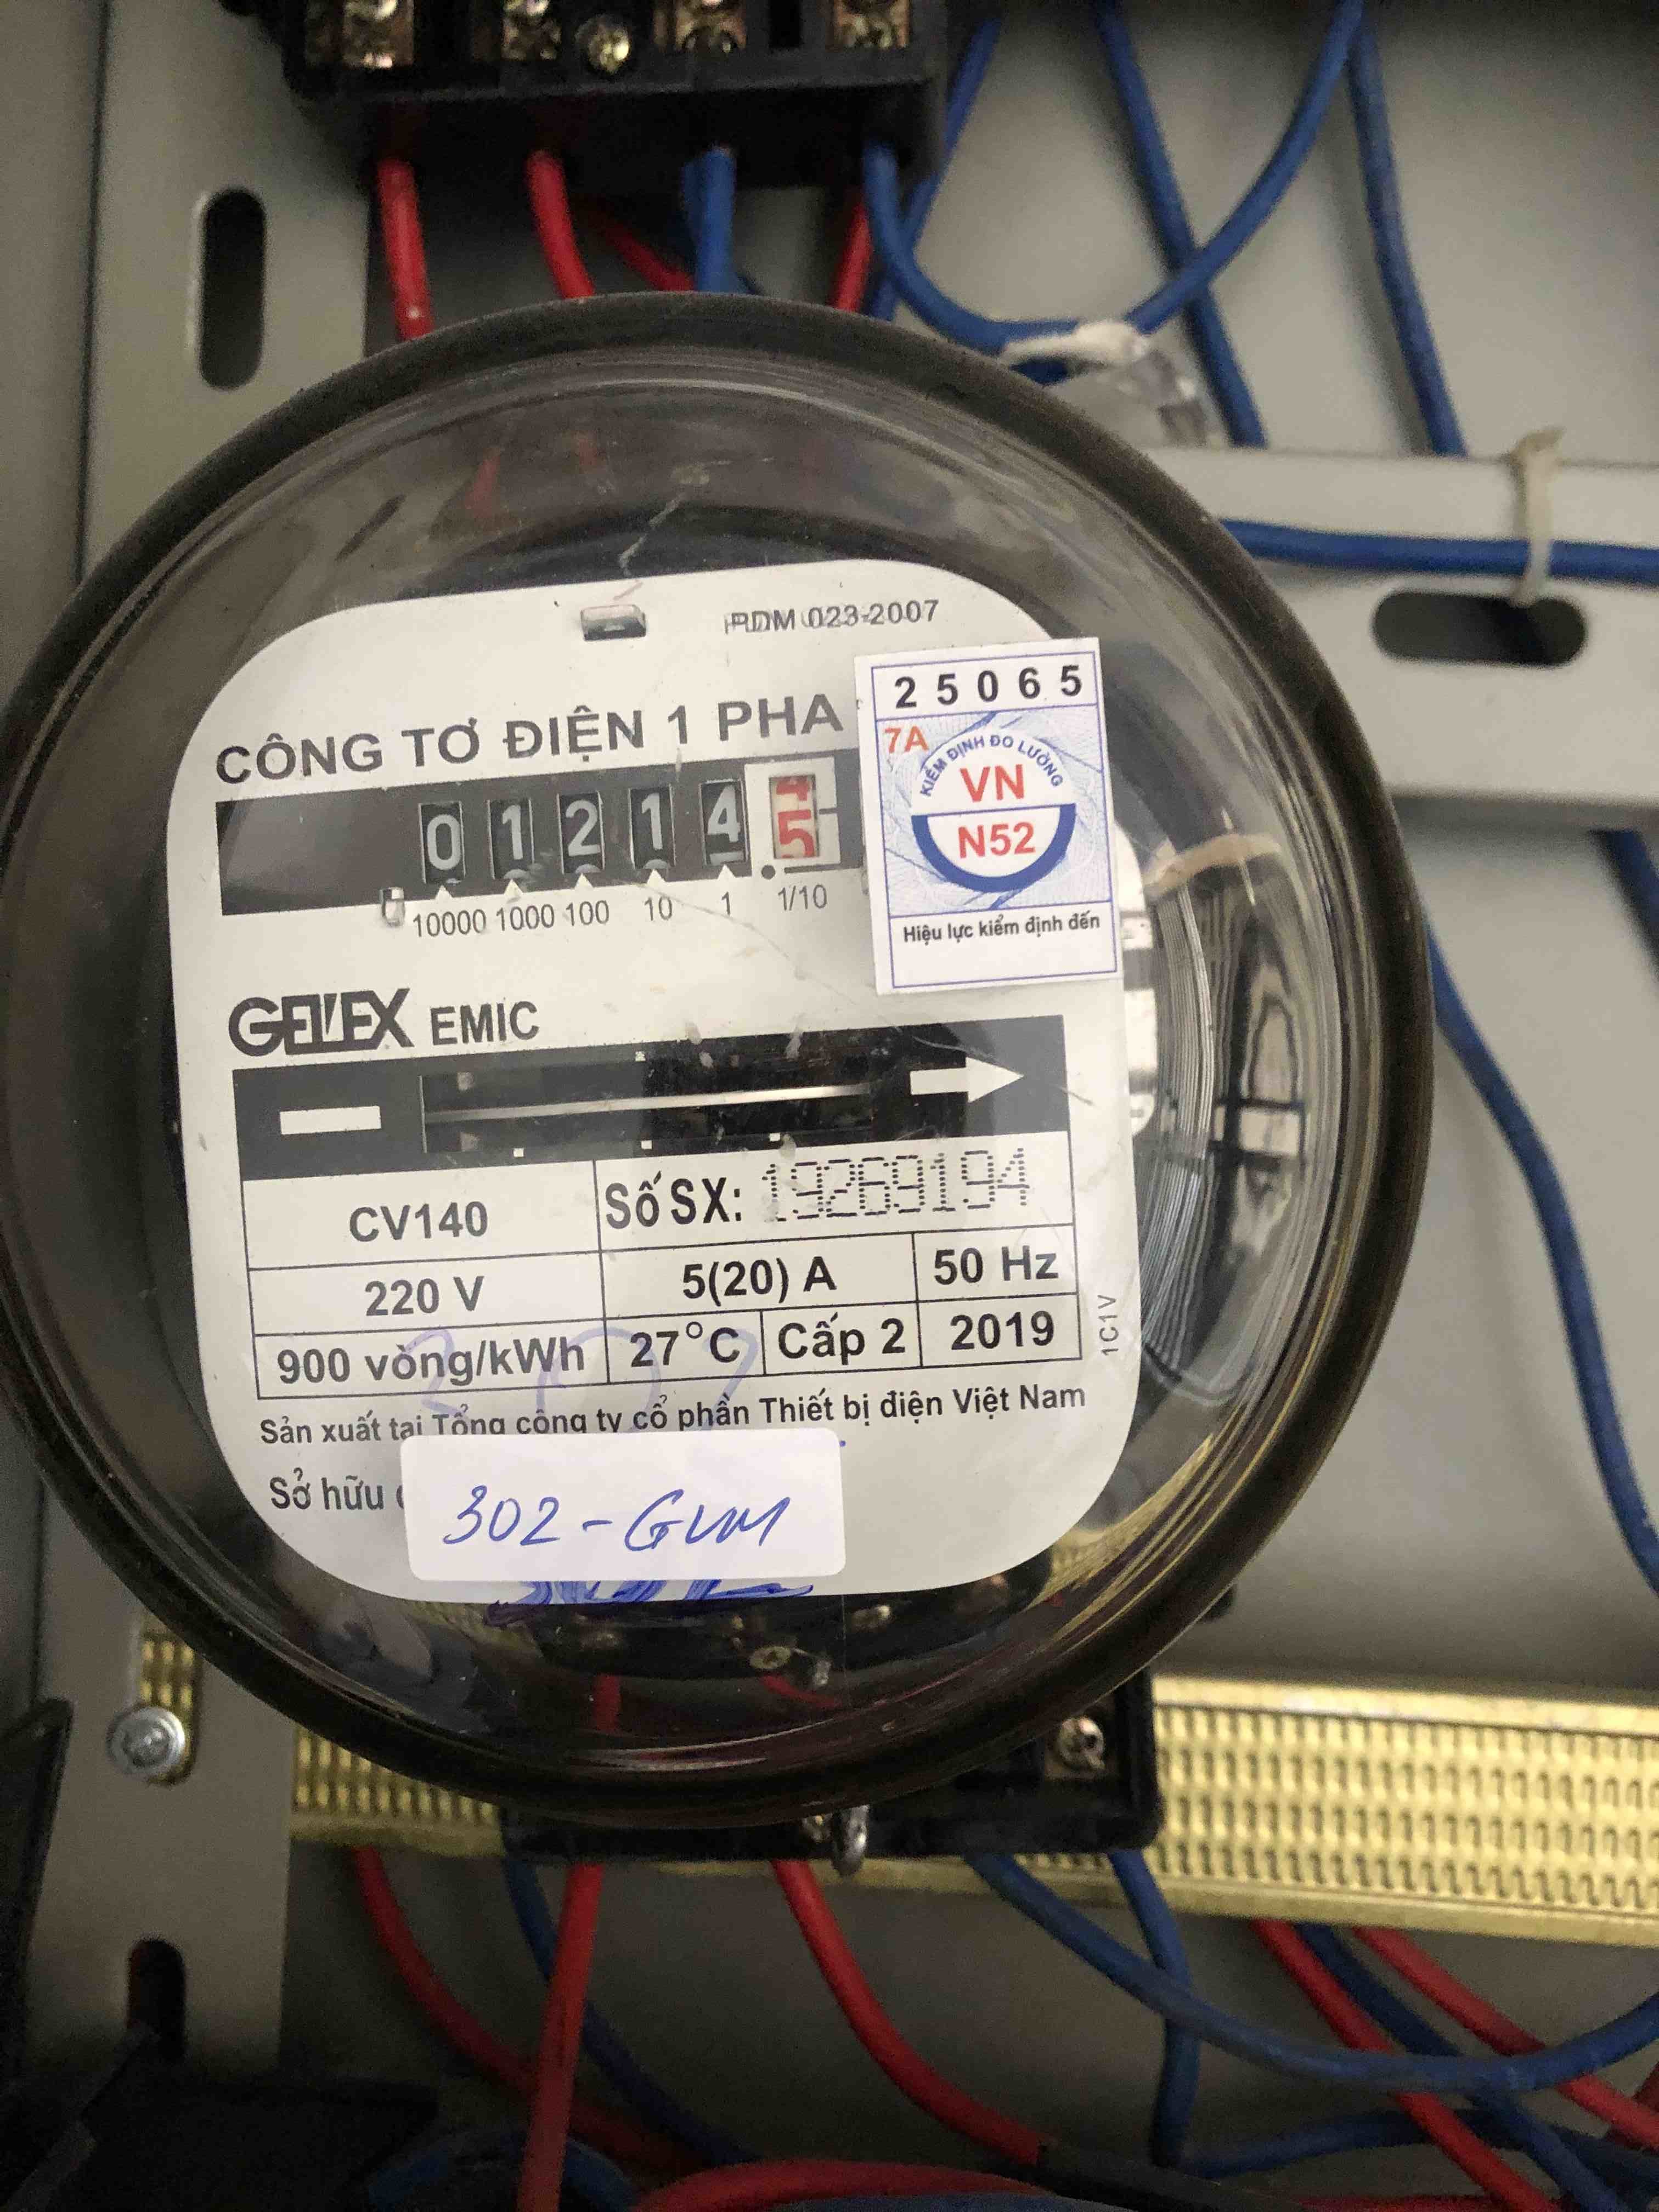 PDM 023-2007
25065
CÔNG TƠ ĐIỆN 1 PHA
7A
KIỂM ĐỊNH ĐO LƯỜNG
VN
N52
Hiệu lực kiểm định đến
0 1 2 1 4 5
10000 1000 100 10 1 1/10
GELEX EMIC
CV140
Số SX: 19269194
220 V
5(20) A
50 Hz
900 vòng/kWh
27°C
Cấp 2
2019
1C1V
Sản xuất tại Tổng công ty cổ phần Thiết bị điện Việt Nam
Sở hữu
302-GVM